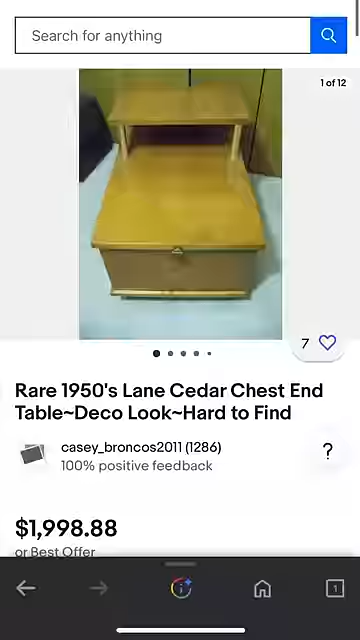 Search for anything
1 of 12
7
Rare 1950's Lane Cedar Chest End
Table~Deco Look~Hard to Find
casey_broncos2011 (1286)
100% positive feedback
?
$1,998.88
or Best Offer
1